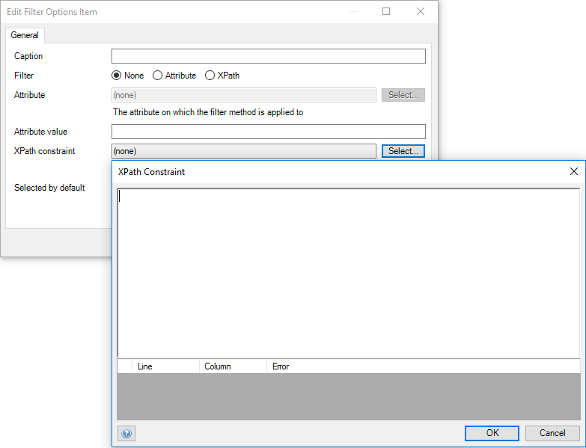 Edit Filter Options Item
General
Caption
Filter None Attribute XPath
Attribute (none) Select...
The attribute on which the filter method is applied to
Attribute value
XPath constraint (none) Select...
Selected by default
XPath Constraint
Line Column Error
OK Cancel